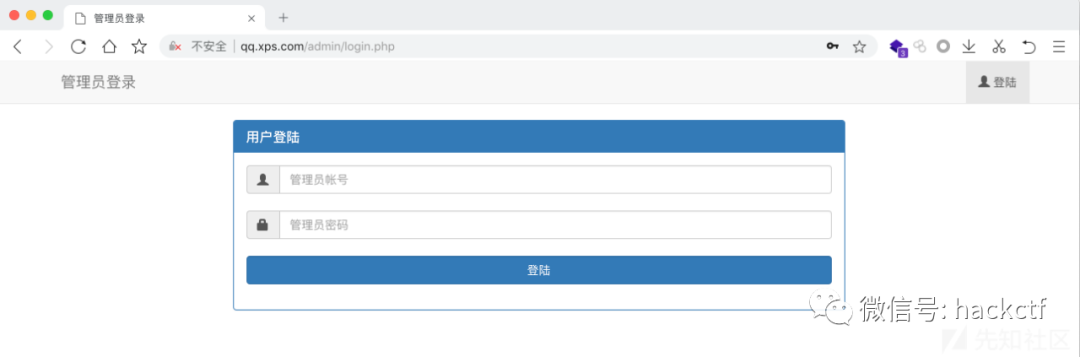 管理员登录
不安全 qq.xps.com/admin/login.php
3
管理员登录
登陆
用户登陆
管理员帐号
管理员密码
登陆
微信号: hackctf
先知社区